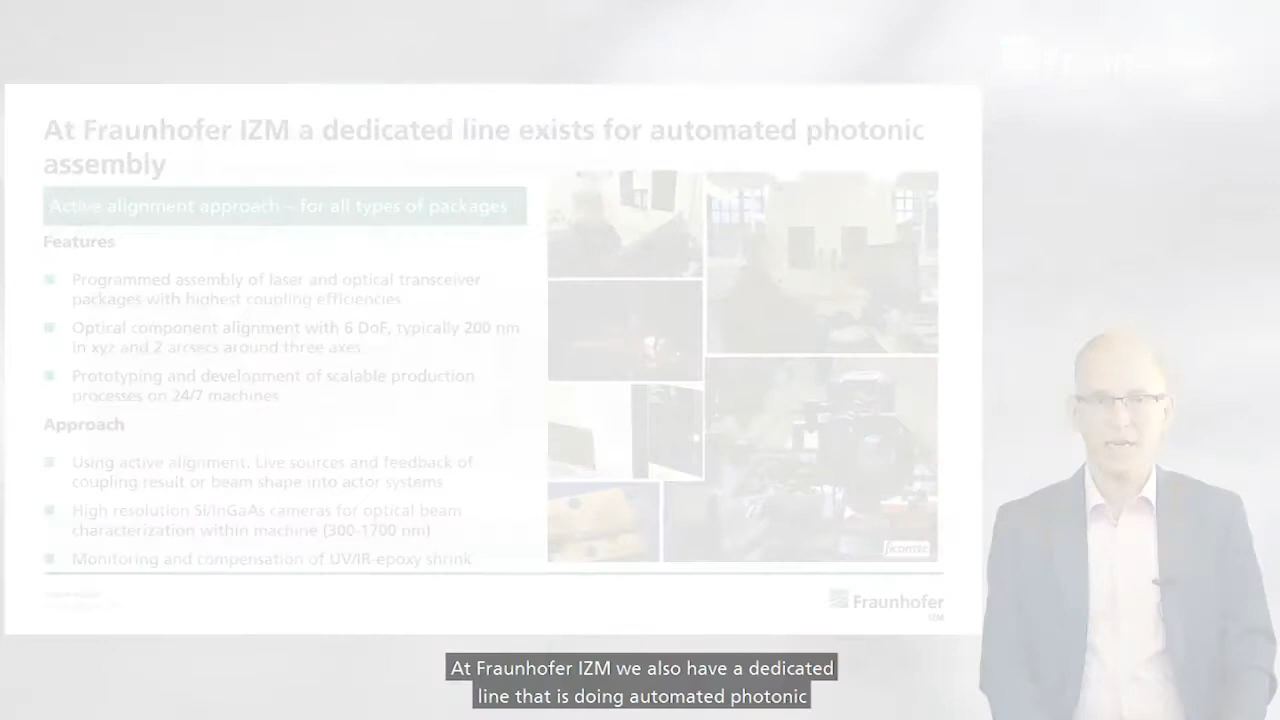 At Fraunhofer IZM a dedicated line exists for automated photonic
assembly
Active alignment approach – for all types of packages
Features
Programmed assembly of laser and optical transceiver
packages with highest coupling efficiencies
Optical component alignment with 6 DoF, typically 200 nm
in xyz and 2 arcsecs around three axes
Prototyping and development of scalable production
processes on 24/7 machines
Approach
Using active alignment. Live sources and feedback of
coupling result or beam shape into actor systems
High resolution Si/InGaAs cameras for optical beam
characterization within machine (300-1700 nm)
Monitoring and compensation of UV/IR-epoxy shrink
ficontec
Fraunhofer
IZM
At Fraunhofer IZM we also have a dedicated
line that is doing automated photonic